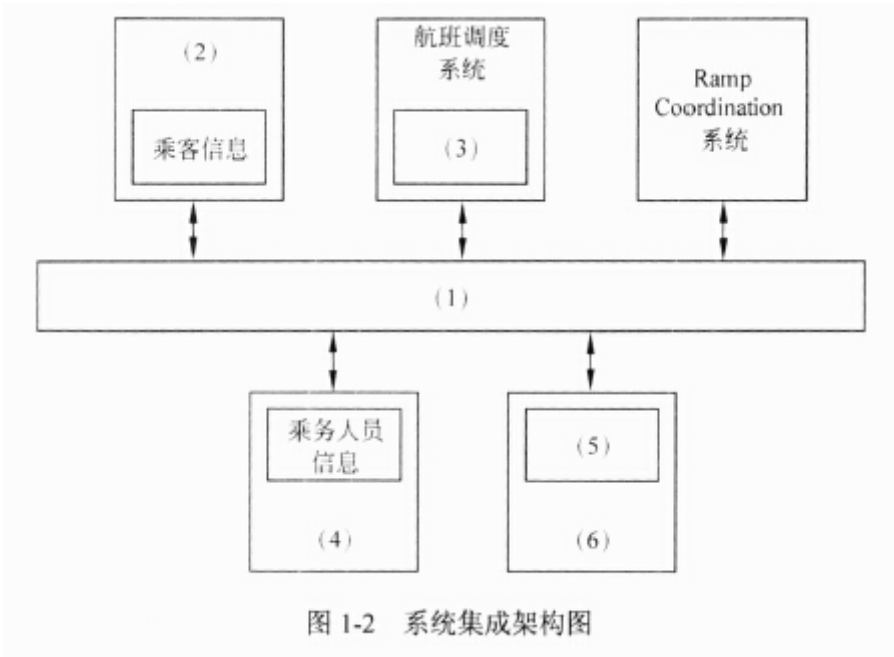 (2)
乘客信息
航班调度
系统
(3)
Ramp
Coordination
系统
(1)
乘务人员
信息
(4)
(5)
(6)
图 1-2 系统集成架构图